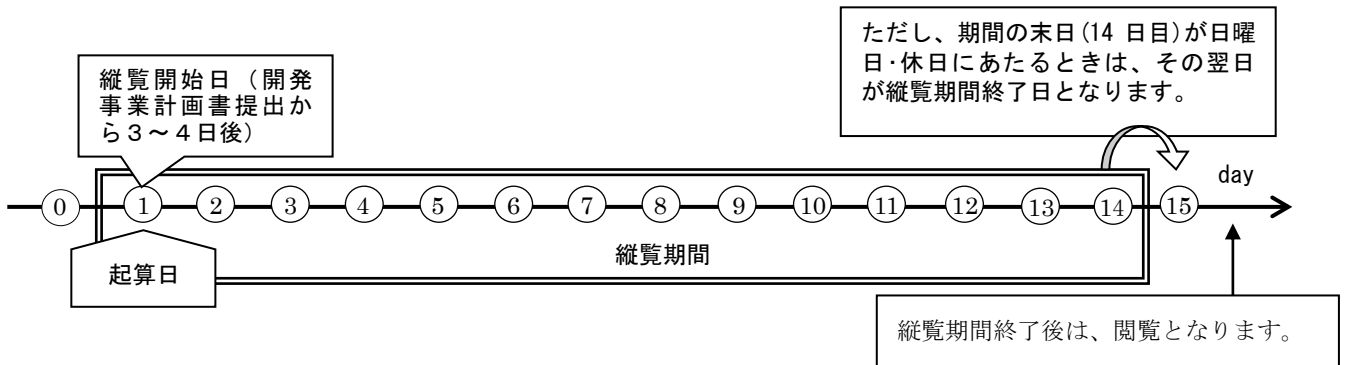 ただし、期間の末日(14 日目)が日曜
日・休日にあたるときは、その翌日
が縦覧期間終了日となります。
縦覧開始日（開発
事業計画書提出か
ら３～４日後）
day
0 1 2 3 4 5 6 7 8 9 10 11 12 13 14 15
縦覧期間
起算日
縦覧期間終了後は、閲覧となります。